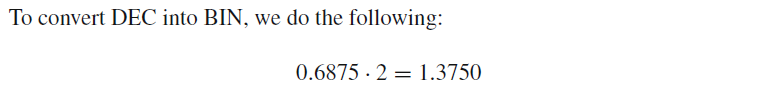 To convert DEC into BIN, we do the following:
0.6875 · 2 = 1.3750